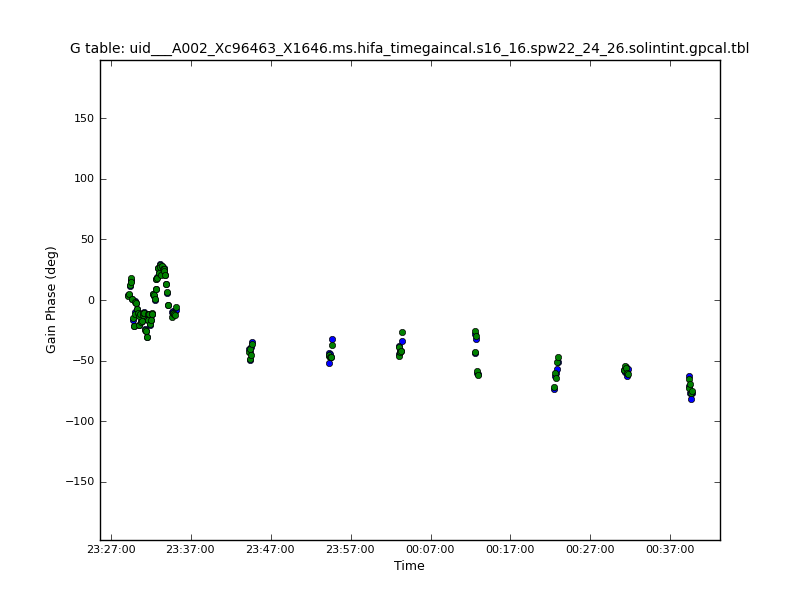 G table: uid___A002_Xc96463_X1646.ms.hifa_timegaincal.s16_16.spw22_24_26.solintint.gpcal.tbl
150
100
50
0
−50
−100
−150
Gain Phase (deg)
23:27:00 23:37:00 23:47:00 23:57:00 00:07:00 00:17:00 00:27:00 00:37:00
Time